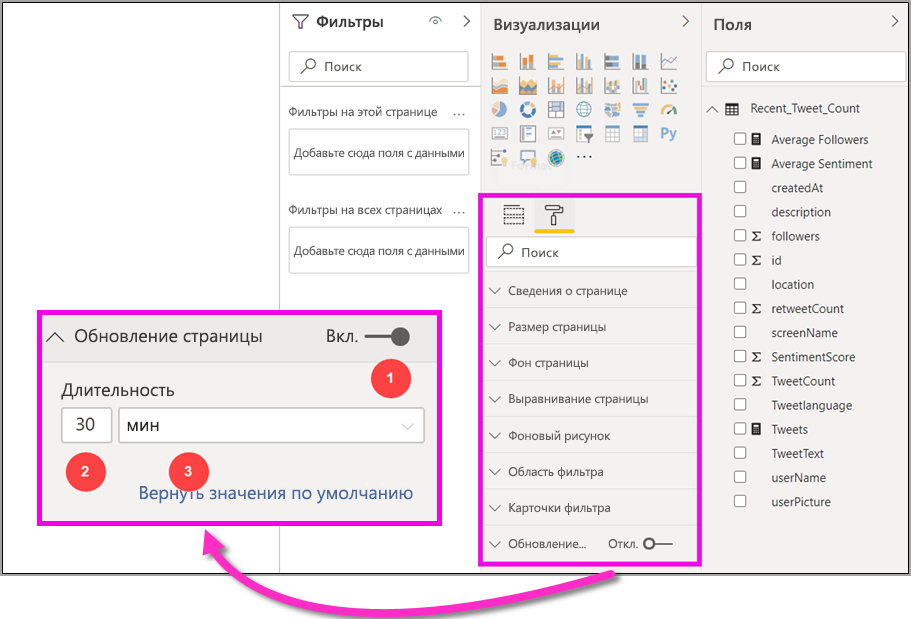 Фильтры
Поиск
Фильтры на этой странице ...
Добавьте сюда поля с данными
Фильтры на всех страницах ...
Добавьте сюда поля с данными
Обновление страницы Вкл.
1
Длительность
30 мин
2 3
Вернуть значения по умолчанию
Визуализации
123
Py
...
Поиск
Сведения о странице
Размер страницы
Фон страницы
Выравнивание страницы
Фоновый рисунок
Область фильтра
Карточки фильтра
Обновление... Откл.
Поля
Поиск
Recent_Tweet_Count
Average Followers
Average Sentiment
createdAt
description
Σ followers
Σ id
location
Σ retweetCount
screenName
Σ SentimentScore
Σ TweetCount
Tweetlanguage
Tweets
TweetText
userName
userPicture